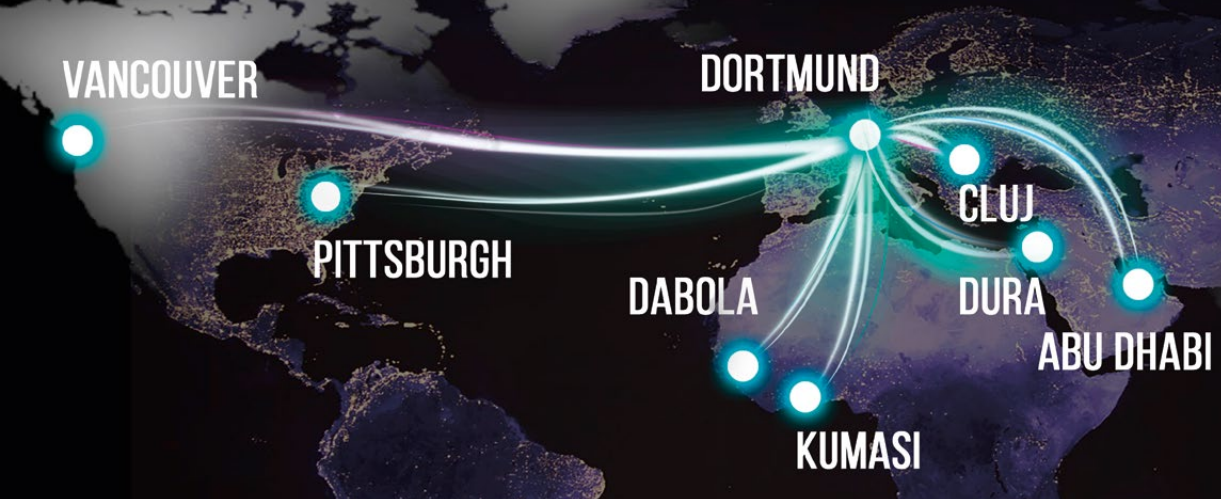 VANCOUVER
DORTMUND
CLUJ
PITTSBURGH
DABOLA
DURA
ABU DHABI
KUMASI